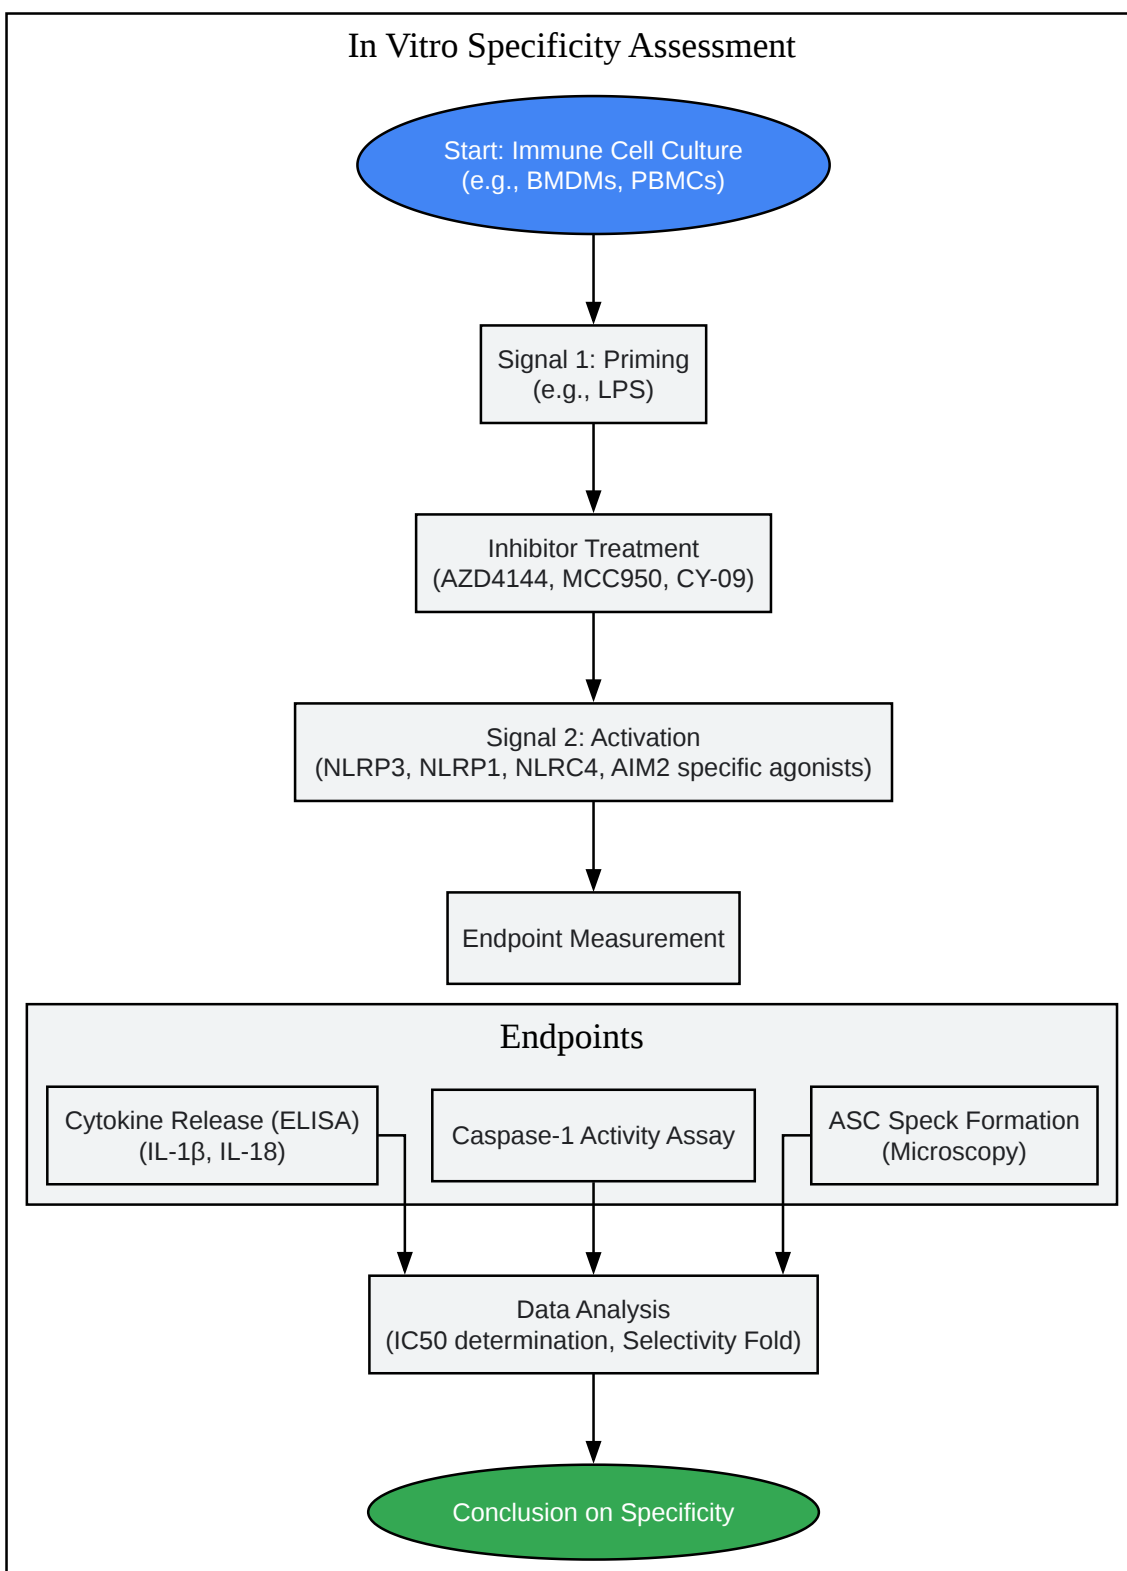 In Vitro Specificity Assessment
Start: Immune Cell Culture
(e.g., BMDMs, PBMCs)
Signal 1: Priming
(e.g., LPS)
Inhibitor Treatment
(AZD4144, MCC950, CY-09)
Signal 2: Activation
(NLRP3, NLRP1, NLRC4, AIM2 specific agonists)
Endpoint Measurement
Endpoints
Cytokine Release (ELISA)
(IL-1β, IL-18)
Caspase-1 Activity Assay
ASC Speck Formation
(Microscopy)
Data Analysis
(IC50 determination, Selectivity Fold)
Conclusion on Specificity